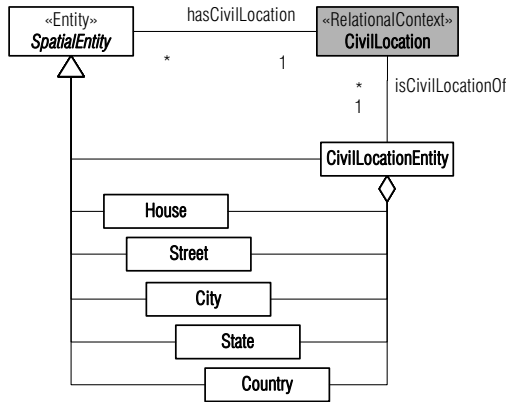 «Entity»
SpatialEntity
hasCivilLocation
*
1
«RelationalContext»
CivilLocation
*
isCivilLocationOf
1
CivilLocationEntity
House
Street
City
State
Country